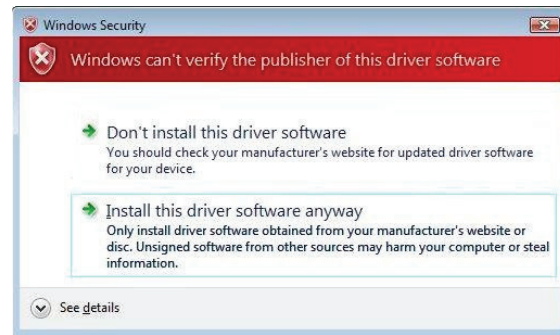 Windows Security
Windows can't verify the publisher of this driver software
Don't install this driver software
You should check your manufacturer's website for updated driver software
for your device.
Install this driver software anyway
Only install driver software obtained from your manufacturer's website or
disc. Unsigned software from other sources may harm your computer or steal
information.
See details